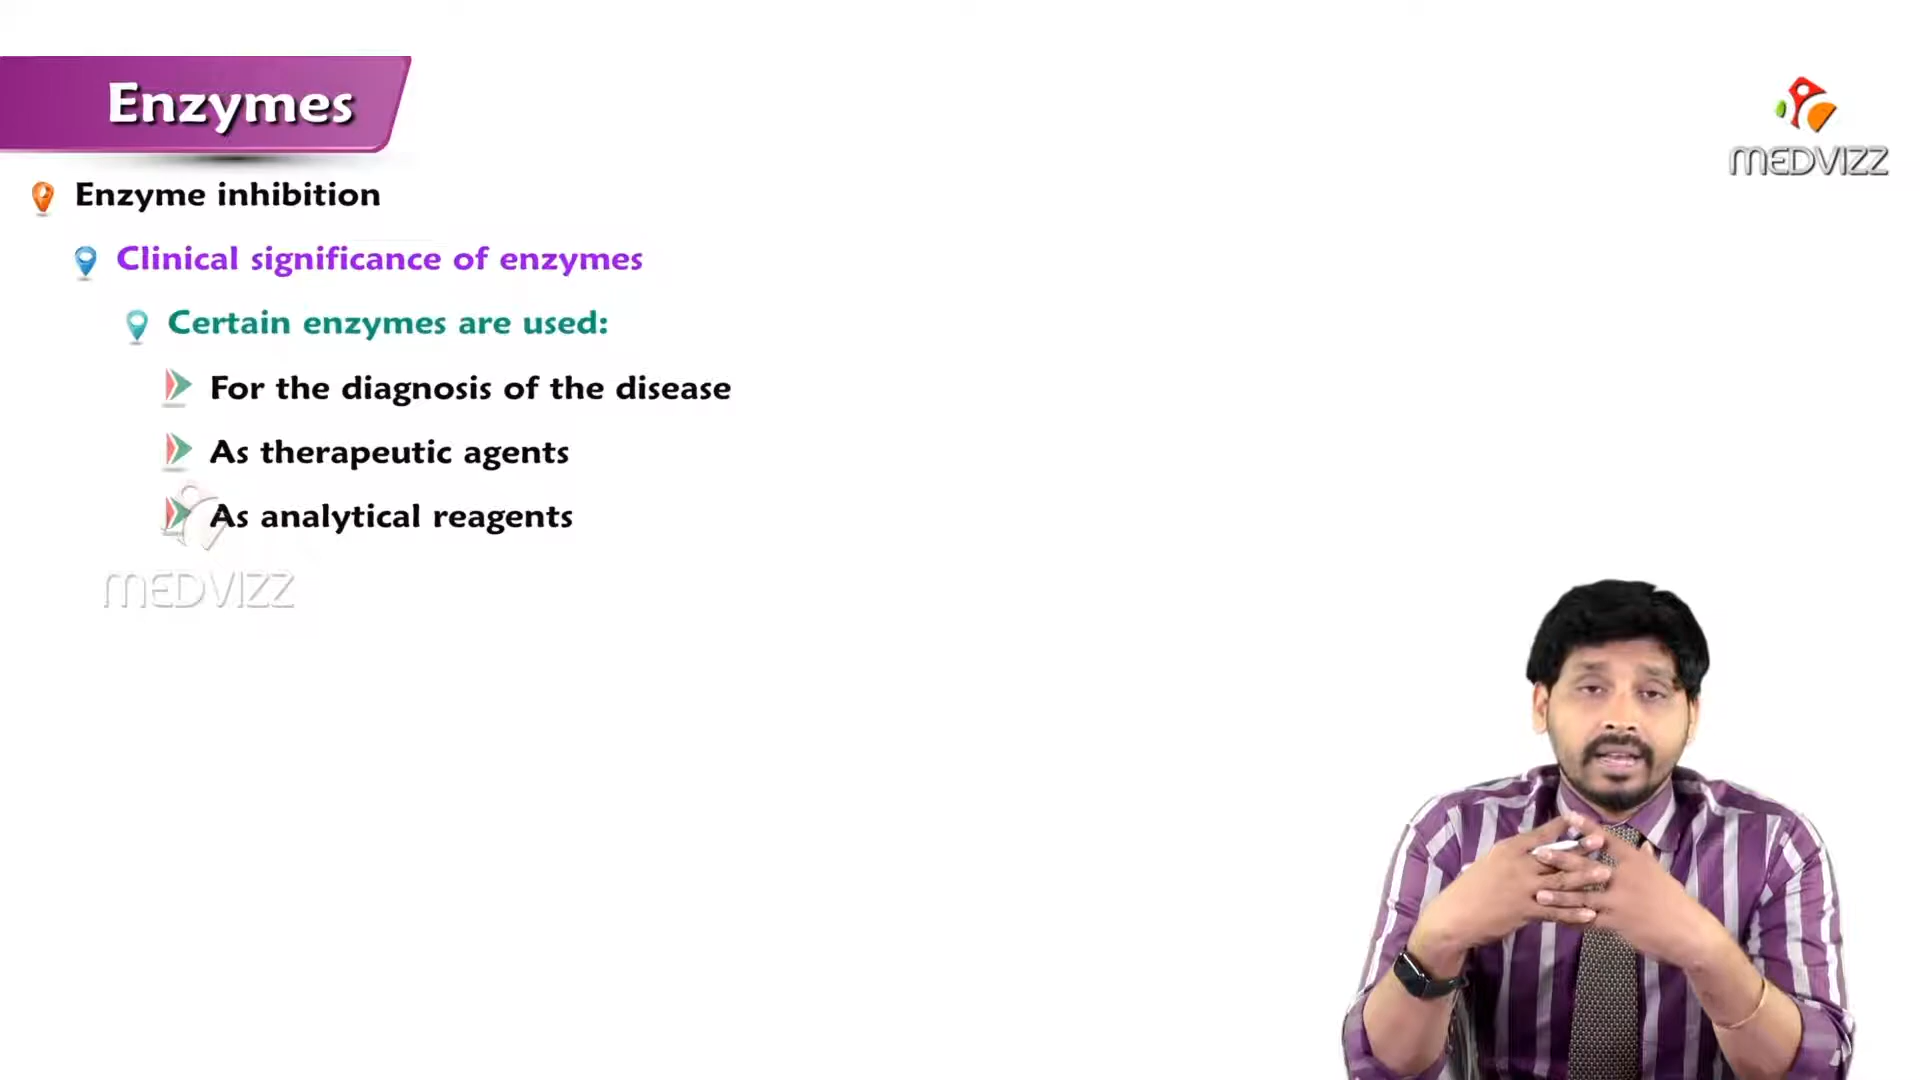 Enzymes
MEDVIZZ
Enzyme inhibition
Clinical significance of enzymes
Certain enzymes are used:
For the diagnosis of the disease
As therapeutic agents
As analytical reagents
MEDVIZZ